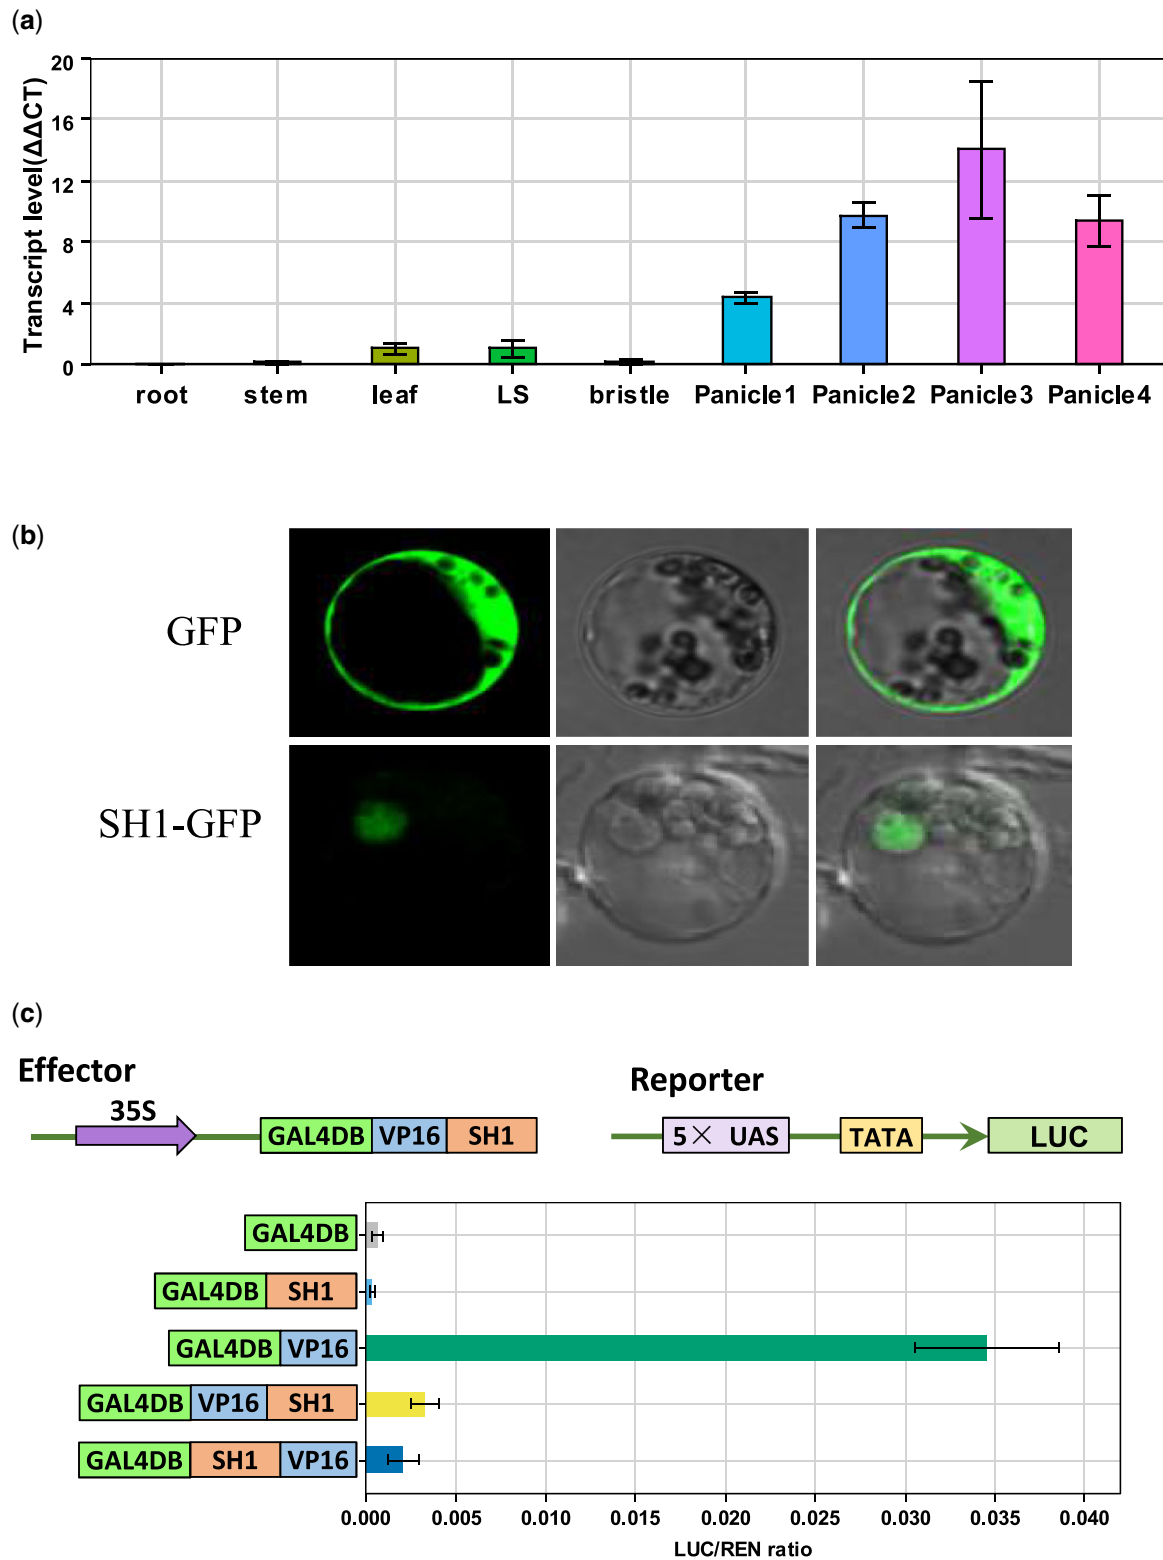 (a)
Transcript level(ΔΔCT)
20
16
12
8
4
0
root stem leaf LS bristle Panicle1 Panicle2 Panicle3 Panicle4
(b)
GFP
SH1-GFP
(c)
Effector
35S
GAL4DB VP16 SH1
Reporter
5× UAS TATA LUC
GAL4DB
GAL4DB SH1
GAL4DB VP16
GAL4DB VP16 SH1
GAL4DB SH1 VP16
0.000 0.005 0.010 0.015 0.020 0.025 0.030 0.035 0.040
LUC/REN ratio